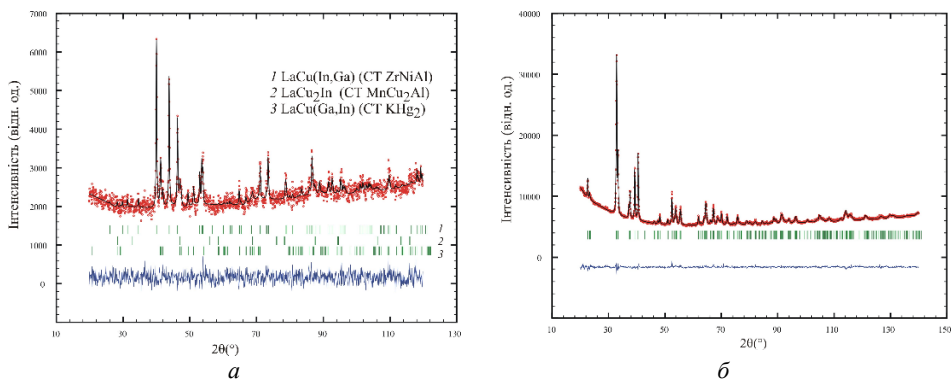 7000
6000
5000
4000
3000
2000
1000
0
Інтенсивність (відн. од.)
1 LaCu(In,Ga) (СТ ZrNiAl)
2 LaCu₂In (СТ MnCu₂Al)
3 LaCu(Ga,In) (СТ KHg₂)
1
2
3
10 30 50 70 90 110 130
2θ(°)
а
40000
30000
20000
10000
0
-10000
Інтенсивність (відн. од.)
10 30 50 70 90 110 130 150
2θ(°)
б